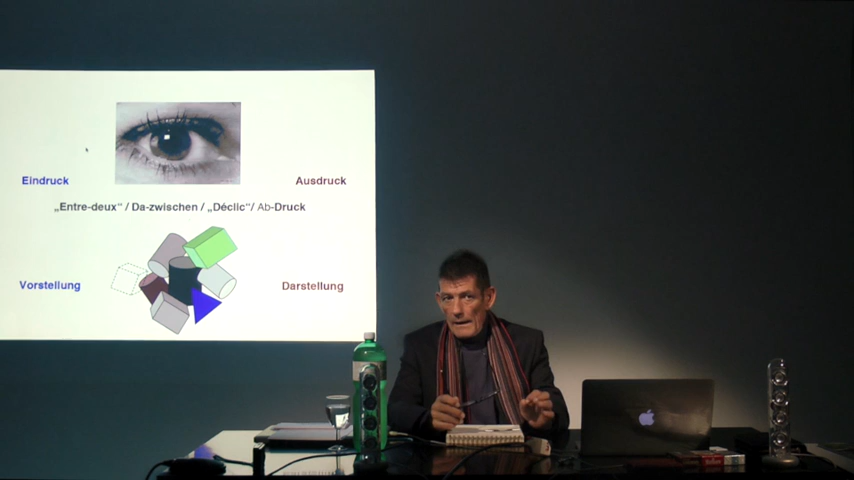 Eindruck
Ausdruck
„Entre-deux“ / Da-zwischen / „Déclic“/ Ab-Druck
Vorstellung
Darstellung